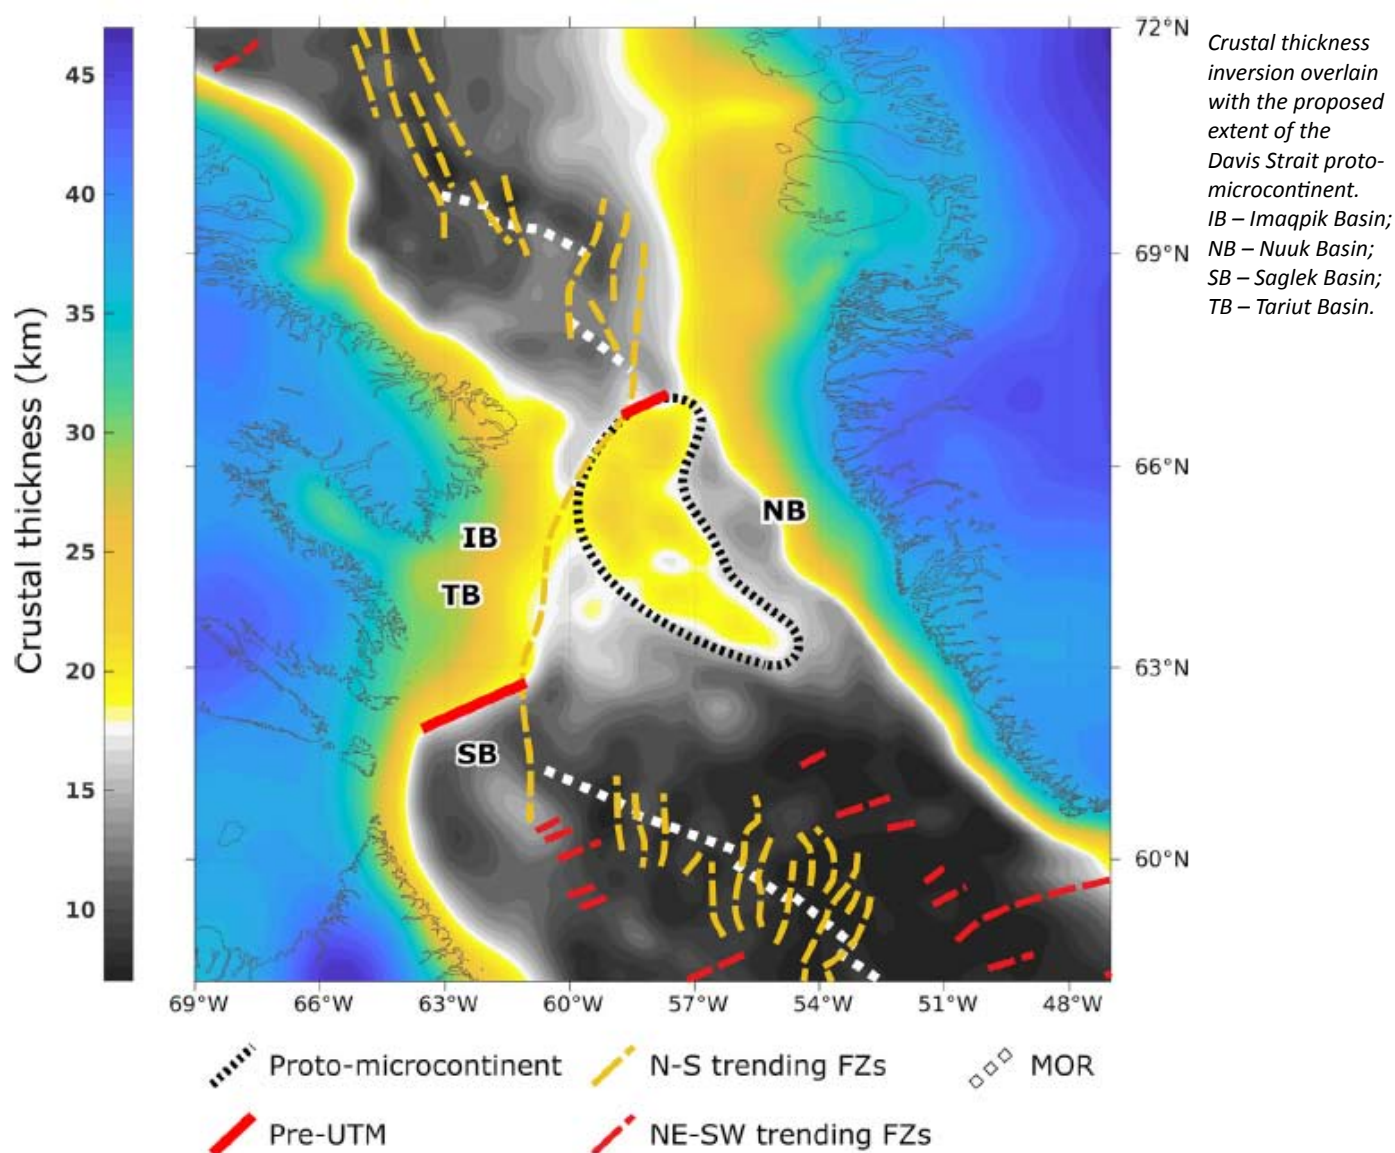 Crustal thickness
inversion overlain
with the proposed
extent of the
Davis Strait proto-
microcontinent.
IB – Imaqpik Basin;
NB – Nuuk Basin;
SB – Saglek Basin;
TB – Tariut Basin.
Crustal thickness (km)
45
40
35
30
25
20
15
10
72°N
69°N
66°N
63°N
60°N
NB
IB
TB
SB
69°W 66°W 63°W 60°W 57°W 54°W 51°W 48°W
Proto-microcontinent N-S trending FZs MOR
Pre-UTM NE-SW trending FZs